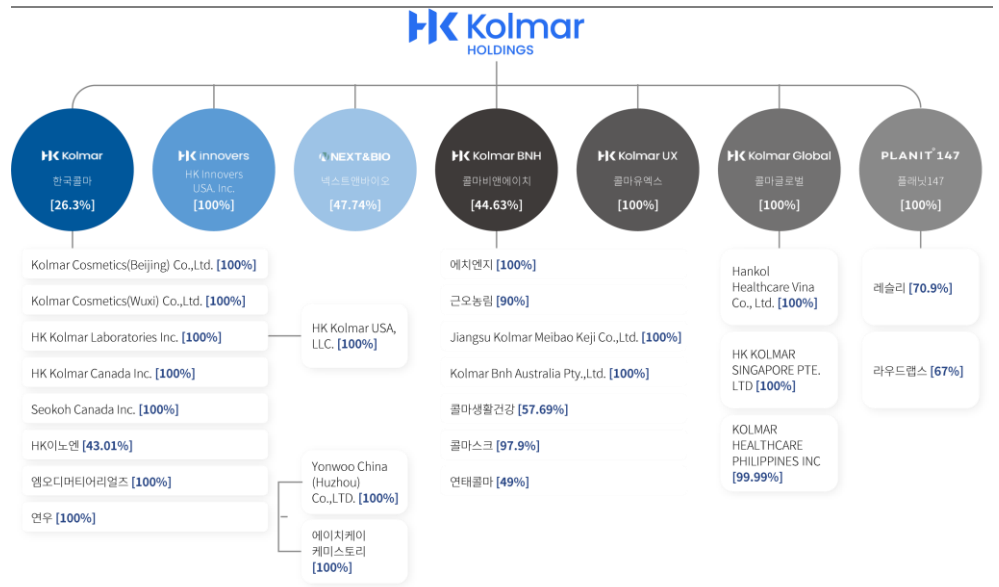 HK Kolmar
HOLDINGS
HK Kolmar
한국콜마
[26.3%]
HK innovers
HK Innovers
USA. Inc.
[100%]
NEXT&BIO
넥스트앤바이오
[47.74%]
HK Kolmar BNH
콜마비앤에이치
[44.63%]
HK Kolmar UX
콜마유엑스
[100%]
HK Kolmar Global
콜마글로벌
[100%]
PLANIT 147
플래닛147
[100%]
Kolmar Cosmetics(Beijing) Co.,Ltd. [100%]
Kolmar Cosmetics(Wuxi) Co.,Ltd. [100%]
HK Kolmar Laboratories Inc. [100%]
HK Kolmar Canada Inc. [100%]
Seokoh Canada Inc. [100%]
HK이노엔 [43.01%]
엠오디머티어리얼즈 [100%]
연우 [100%]
HK Kolmar USA,
LLC. [100%]
Yonwoo China
(Huzhou)
Co.,LTD. [100%]
에이치케이
케미스토리
[100%]
에치엔지 [100%]
근오농림 [90%]
Jiangsu Kolmar Meibao Keji Co.,Ltd. [100%]
Kolmar Bnh Australia Pty.,Ltd. [100%]
콜마생활건강 [57.69%]
콜마스크 [97.9%]
연태콜마 [49%]
Hankol
Healthcare Vina
Co., Ltd. [100%]
HK KOLMAR
SINGAPORE PTE.
LTD [100%]
KOLMAR
HEALTHCARE
PHILIPPINES INC
[99.99%]
레슬리 [70.9%]
라우드랩스 [67%]